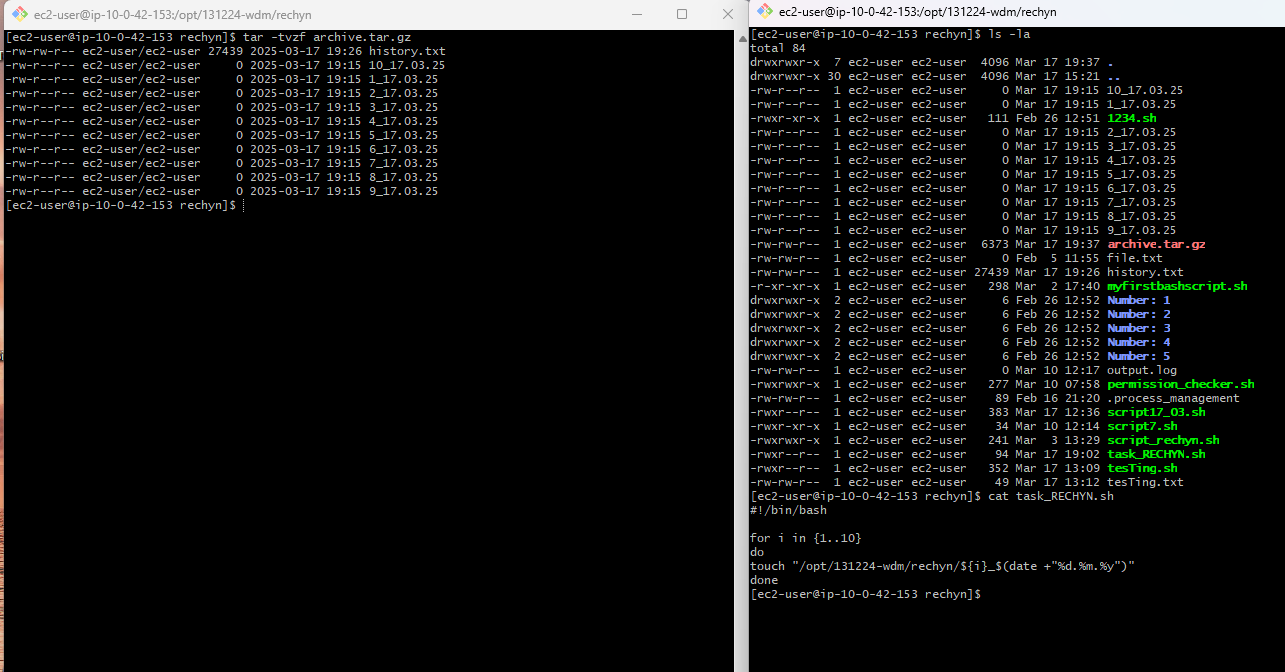 ec2-user@ip-10-0-42-153:/opt/131224-wdm/rechyn
[ec2-user@ip-10-0-42-153 rechyn]$ tar -tvzf archive.tar.gz
-rw-rw-r-- ec2-user/ec2-user 27439 2025-03-17 19:26 history.txt
-rw-r--r-- ec2-user/ec2-user     0 2025-03-17 19:15 10_17.03.25
-rw-r--r-- ec2-user/ec2-user     0 2025-03-17 19:15 1_17.03.25
-rw-r--r-- ec2-user/ec2-user     0 2025-03-17 19:15 2_17.03.25
-rw-r--r-- ec2-user/ec2-user     0 2025-03-17 19:15 3_17.03.25
-rw-r--r-- ec2-user/ec2-user     0 2025-03-17 19:15 4_17.03.25
-rw-r--r-- ec2-user/ec2-user     0 2025-03-17 19:15 5_17.03.25
-rw-r--r-- ec2-user/ec2-user     0 2025-03-17 19:15 6_17.03.25
-rw-r--r-- ec2-user/ec2-user     0 2025-03-17 19:15 7_17.03.25
-rw-r--r-- ec2-user/ec2-user     0 2025-03-17 19:15 8_17.03.25
-rw-r--r-- ec2-user/ec2-user     0 2025-03-17 19:15 9_17.03.25
[ec2-user@ip-10-0-42-153 rechyn]$
ec2-user@ip-10-0-42-153:/opt/131224-wdm/rechyn
[ec2-user@ip-10-0-42-153 rechyn]$ ls -la
total 84
drwxrwxr-x  7 ec2-user ec2-user  4096 Mar 17 19:37 .
drwxrwxr-x 30 ec2-user ec2-user  4096 Mar 17 15:21 ..
-rw-r--r--  1 ec2-user ec2-user     0 Mar 17 19:15 10_17.03.25
-rw-r--r--  1 ec2-user ec2-user     0 Mar 17 19:15 1_17.03.25
-rwxr-xr-x  1 ec2-user ec2-user   111 Feb 26 12:51 1234.sh
-rw-r--r--  1 ec2-user ec2-user     0 Mar 17 19:15 2_17.03.25
-rw-r--r--  1 ec2-user ec2-user     0 Mar 17 19:15 3_17.03.25
-rw-r--r--  1 ec2-user ec2-user     0 Mar 17 19:15 4_17.03.25
-rw-r--r--  1 ec2-user ec2-user     0 Mar 17 19:15 5_17.03.25
-rw-r--r--  1 ec2-user ec2-user     0 Mar 17 19:15 6_17.03.25
-rw-r--r--  1 ec2-user ec2-user     0 Mar 17 19:15 7_17.03.25
-rw-r--r--  1 ec2-user ec2-user     0 Mar 17 19:15 8_17.03.25
-rw-r--r--  1 ec2-user ec2-user     0 Mar 17 19:15 9_17.03.25
-rw-rw-r--  1 ec2-user ec2-user  6373 Mar 17 19:37 archive.tar.gz
-rw-rw-r--  1 ec2-user ec2-user     0 Feb  5 11:55 file.txt
-rw-rw-r--  1 ec2-user ec2-user 27439 Mar 17 19:26 history.txt
-r-xr-xr-x  1 ec2-user ec2-user   298 Mar  2 17:40 myfirstbashscript.sh
drwxrwxr-x  2 ec2-user ec2-user     6 Feb 26 12:52 Number: 1
drwxrwxr-x  2 ec2-user ec2-user     6 Feb 26 12:52 Number: 2
drwxrwxr-x  2 ec2-user ec2-user     6 Feb 26 12:52 Number: 3
drwxrwxr-x  2 ec2-user ec2-user     6 Feb 26 12:52 Number: 4
drwxrwxr-x  2 ec2-user ec2-user     6 Feb 26 12:52 Number: 5
-rw-rw-r--  1 ec2-user ec2-user     0 Mar 10 12:17 output.log
-rwxrwxr-x  1 ec2-user ec2-user   277 Mar 10 07:58 permission_checker.sh
-rw-rw-r--  1 ec2-user ec2-user    89 Feb 16 21:20 .process_management
-rwxr--r--  1 ec2-user ec2-user   383 Mar 17 12:36 script17_03.sh
-rwxr-xr-x  1 ec2-user ec2-user    34 Mar 10 12:14 script7.sh
-rwxrwxr-x  1 ec2-user ec2-user   241 Mar  3 13:29 script_rechyn.sh
-rwxr--r--  1 ec2-user ec2-user    94 Mar 17 19:02 task_RECHYN.sh
-rwxr--r--  1 ec2-user ec2-user   352 Mar 17 13:09 tesTing.sh
-rw-rw-r--  1 ec2-user ec2-user    49 Mar 17 13:12 tesTing.txt
[ec2-user@ip-10-0-42-153 rechyn]$ cat task_RECHYN.sh
#!/bin/bash
for i in {1..10}
do
touch "/opt/131224-wdm/rechyn/${i}_$(date +"%d.%m.%y")"
done
[ec2-user@ip-10-0-42-153 rechyn]$